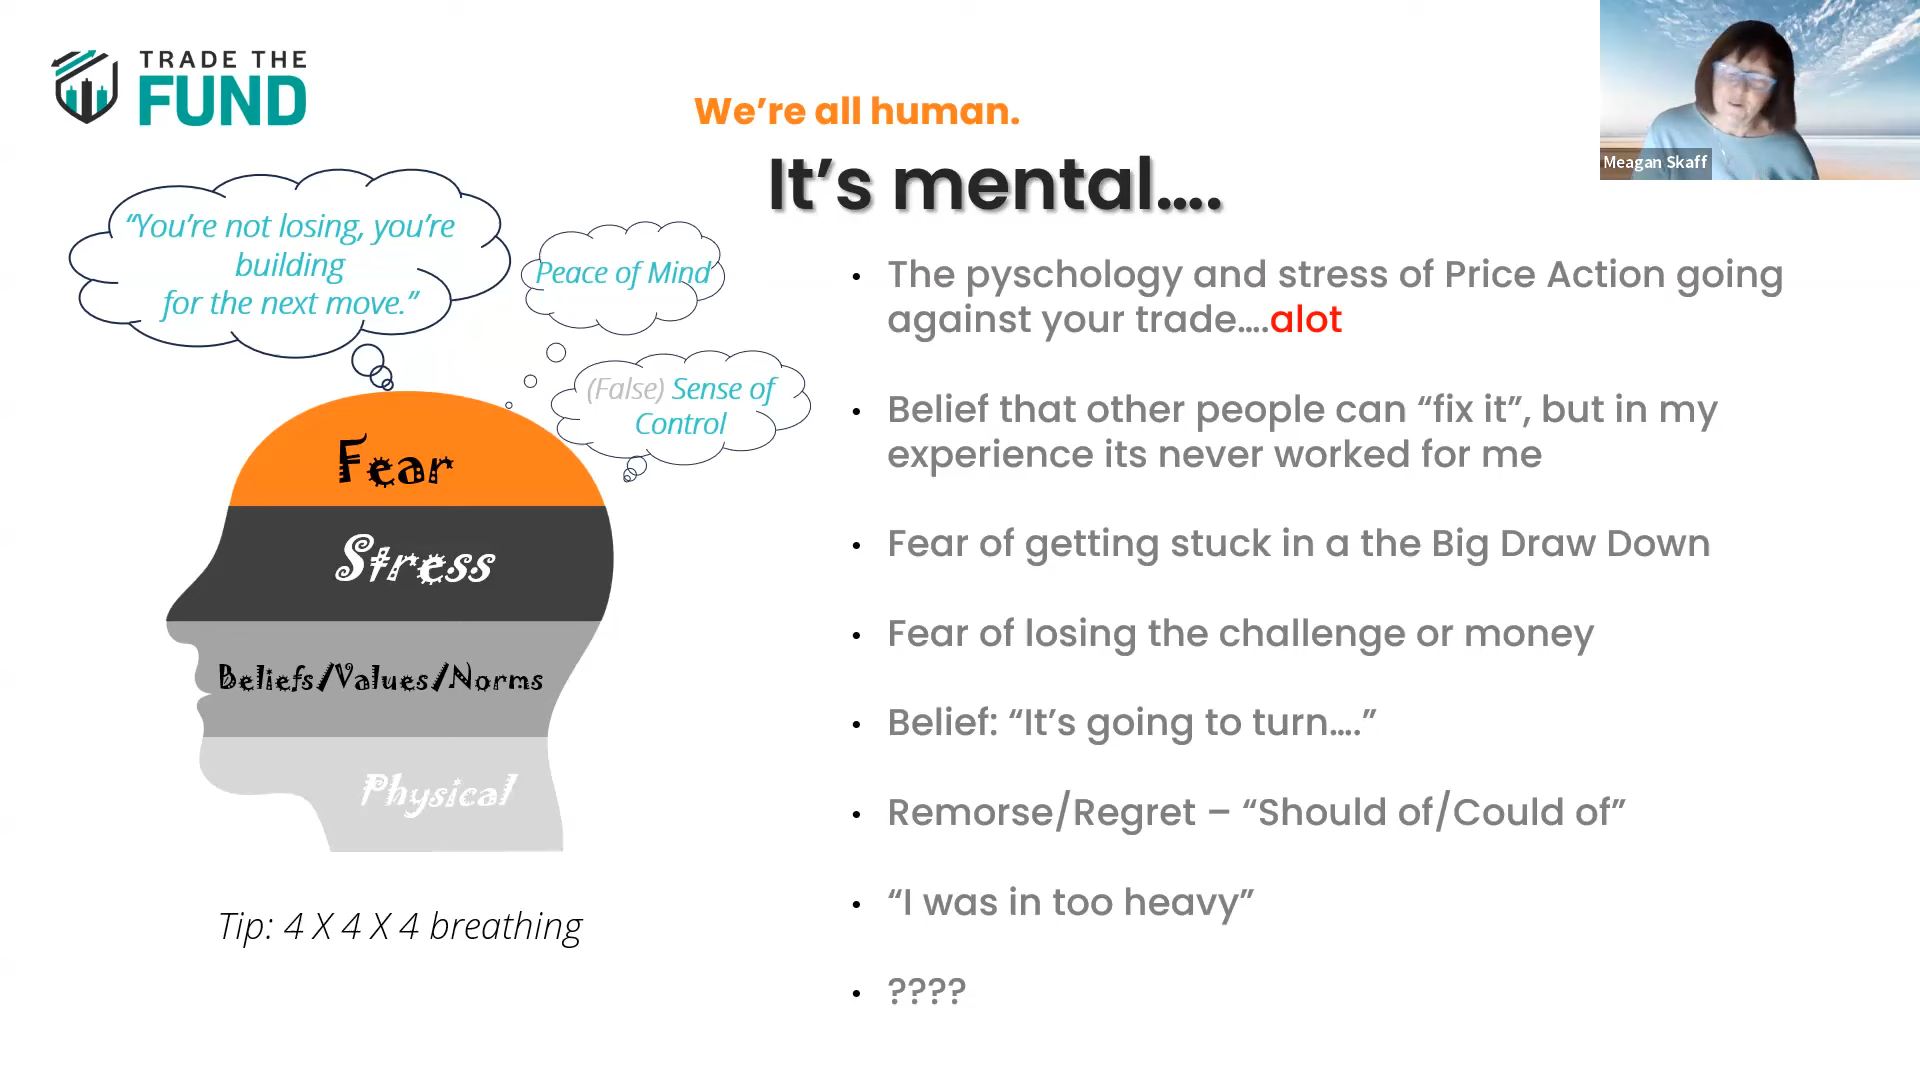 TRADE THE
FUND
We're all human.
It's mental....
Meagan Skaff
“You're not losing, you're
building
for the next move.”
Peace of Mind
(False) Sense of
Control
Fear
Stress
Beliefs/Values/Norms
Physical
Tip: 4 X 4 X 4 breathing
• The pyschology and stress of Price Action going
against your trade....alot
• Belief that other people can “fix it”, but in my
experience its never worked for me
• Fear of getting stuck in a the Big Draw Down
• Fear of losing the challenge or money
• Belief: “It's going to turn....”
• Remorse/Regret – “Should of/Could of”
• “I was in too heavy”
• ????